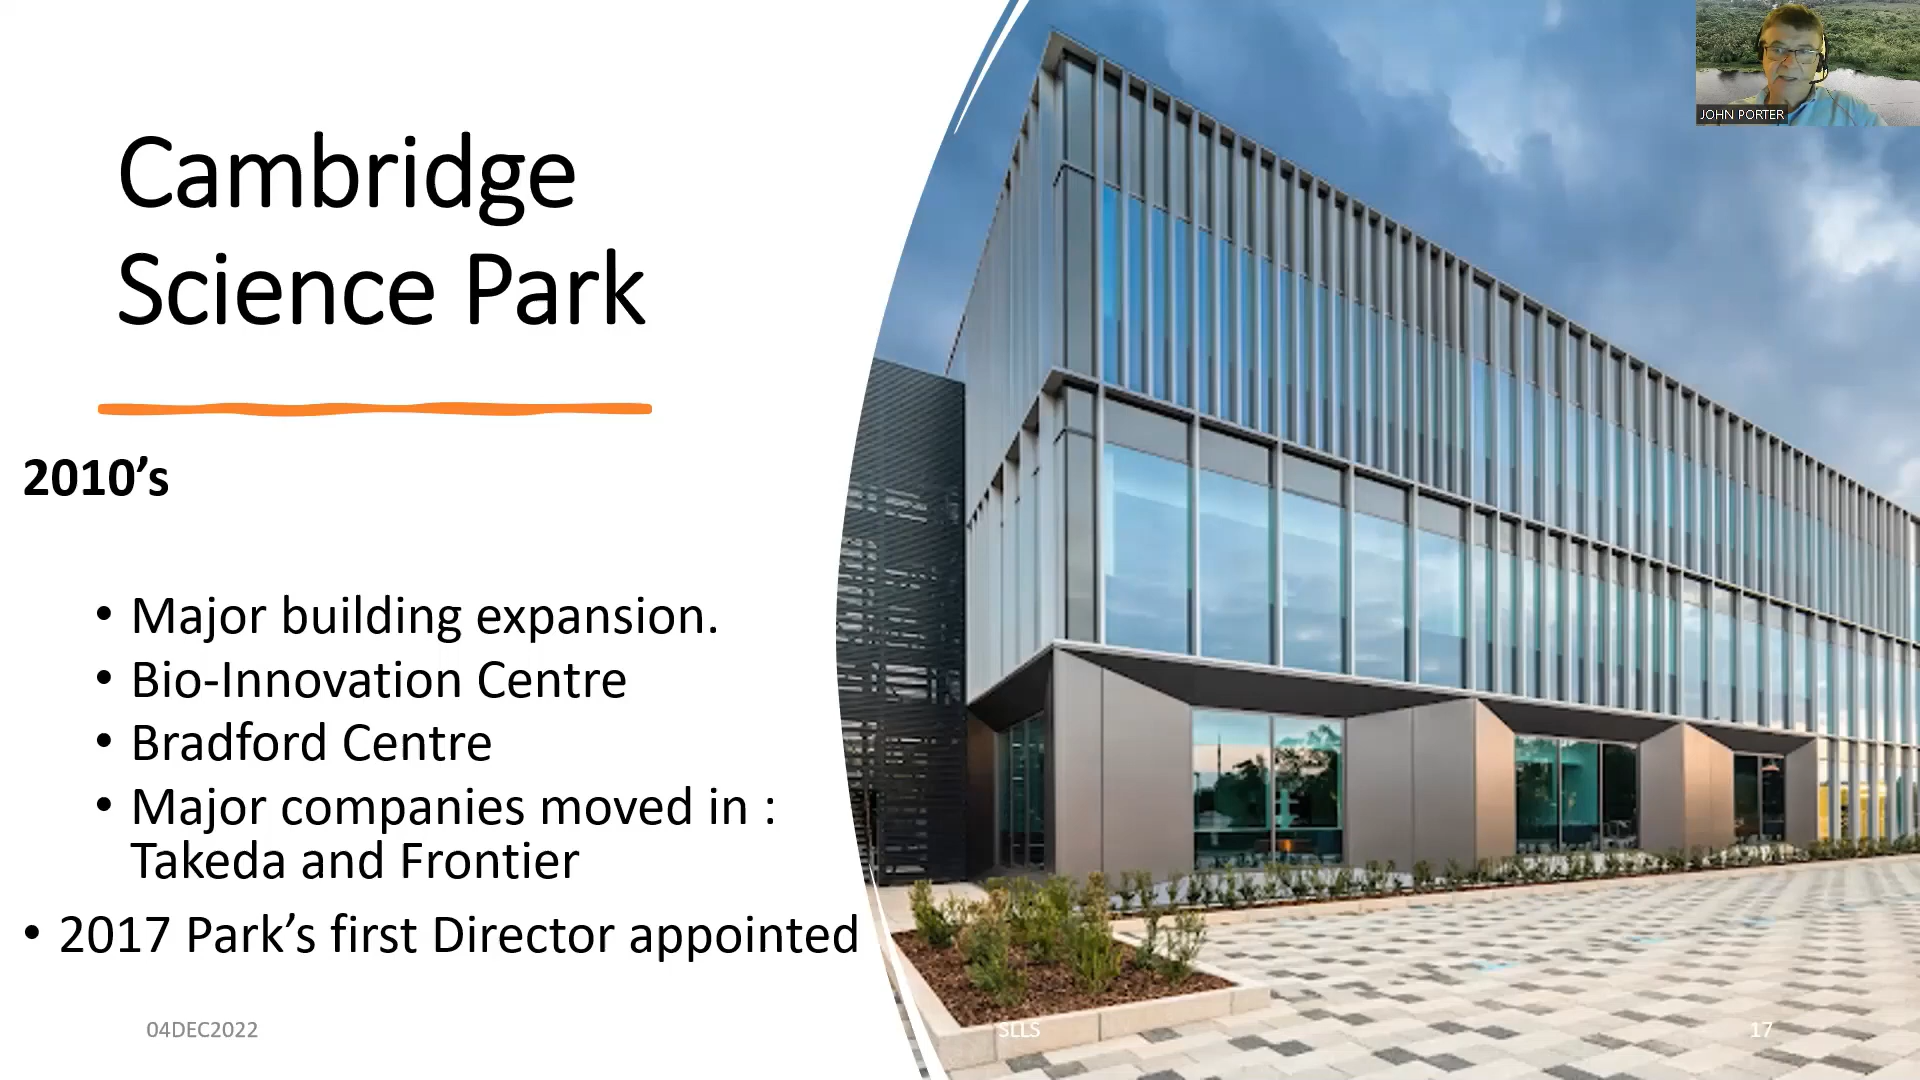 JOHN PORTER
Cambridge
Science Park
2010’s
• Major building expansion.
• Bio-Innovation Centre
• Bradford Centre
• Major companies moved in :
Takeda and Frontier
• 2017 Park’s first Director appointed
04DEC2022
SLLS
17